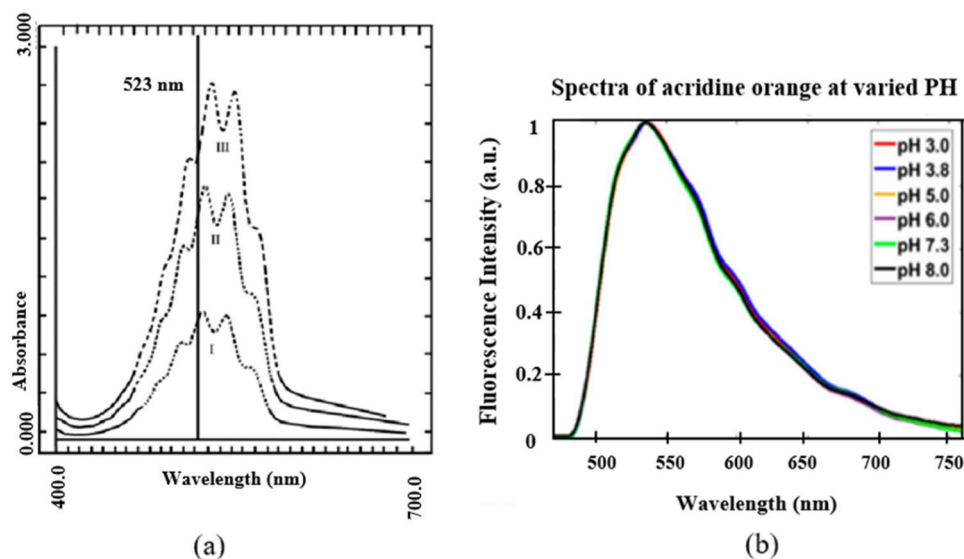 3.000
523 nm
III
II
I
Absorbance
0.000
400.0
Wavelength (nm)
700.0
(a)
Spectra of acridine orange at varied PH
Fluorescence Intensity (a.u.)
1
0.8
0.6
0.4
0.2
0
pH 3.0
pH 3.8
pH 5.0
pH 6.0
pH 7.3
pH 8.0
500 550 600 650 700 750
Wavelength (nm)
(b)